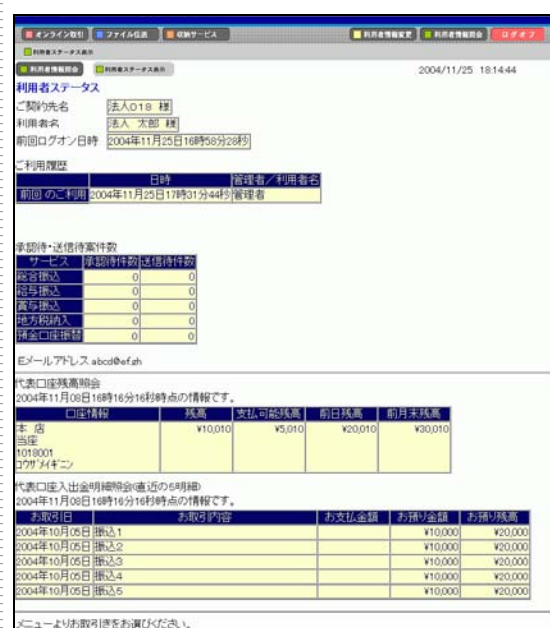 オンライン取引 ファイル伝送 収納サービス 利用者情報変更 利用者情報照会 ログオフ
利用者ステータス表示
利用者情報照会 利用者ステータス表示 2004/11/25 18:14:44
利用者ステータス
ご契約先名 法人018 様
利用者名 法人 太郎 様
前回ログオン日時 2004年11月25日16時58分28秒
ご利用履歴
日時 管理者/利用者名
前回 のご利用 2004年11月25日17時31分44秒 管理者
承認待・送信待案件数
サービス 承認待件数 送信待件数
総合振込 0 0
給与振込 0 0
賞与振込 0 0
地方税納入 0 0
預金口座振替 0 0
Eメールアドレス abcd@ef.gh
代表口座残高照会
2004年11月08日16時16分16秒時点の情報です。
口座情報 残高 支払可能残高 前日残高 前月末残高
本 店 ¥10,010 ¥5,010 ¥20,010 ¥30,010
当座
1018001
コウザメイギニン
代表口座入出金明細照会(直近の5明細)
2004年11月08日16時16分16秒時点の情報です。
お取引日 お取引内容 お支払金額 お預り金額 お預り残高
2004年10月05日 振込1 ¥10,000 ¥20,000
2004年10月05日 振込2 ¥10,000 ¥20,000
2004年10月05日 振込3 ¥10,000 ¥20,000
2004年10月05日 振込4 ¥10,000 ¥20,000
2004年10月05日 振込5 ¥10,000 ¥20,000
メニューよりお取引きをお選びください。